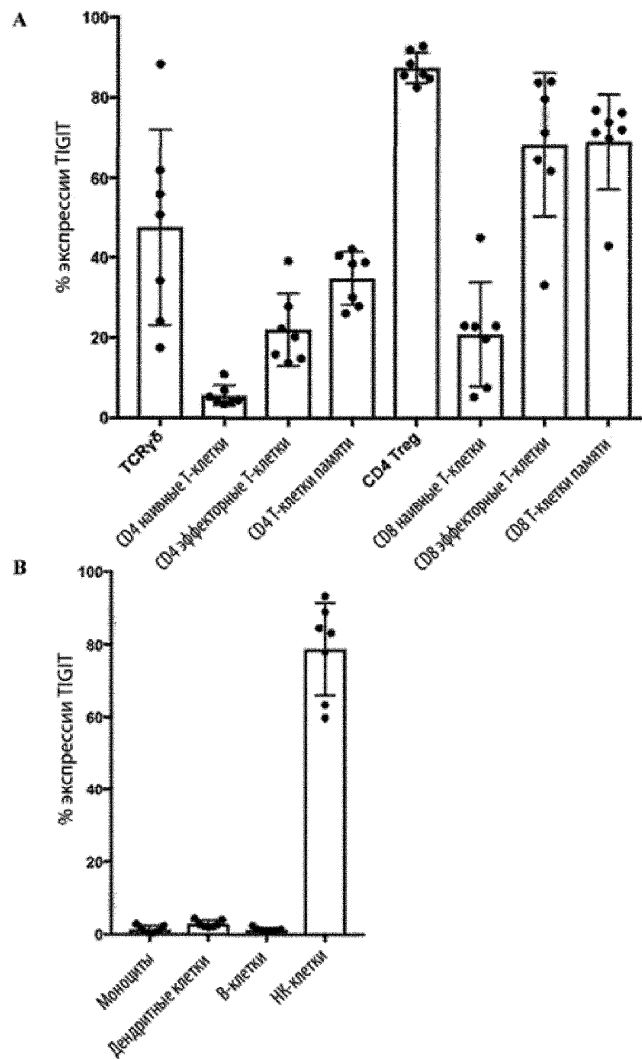 A
% экспрессии TIGIT
100
80
60
40
20
0
TCRγδ
CD4 наивные Т-клетки
CD4 эффекторные Т-клетки
CD4 Т-клетки памяти
CD4 Treg
CD8 наивные Т-клетки
CD8 эффекторные Т-клетки
CD8 Т-клетки памяти
B
% экспрессии TIGIT
100
80
60
40
20
0
Моноциты
Дендритные клетки
В-клетки
НК-клетки